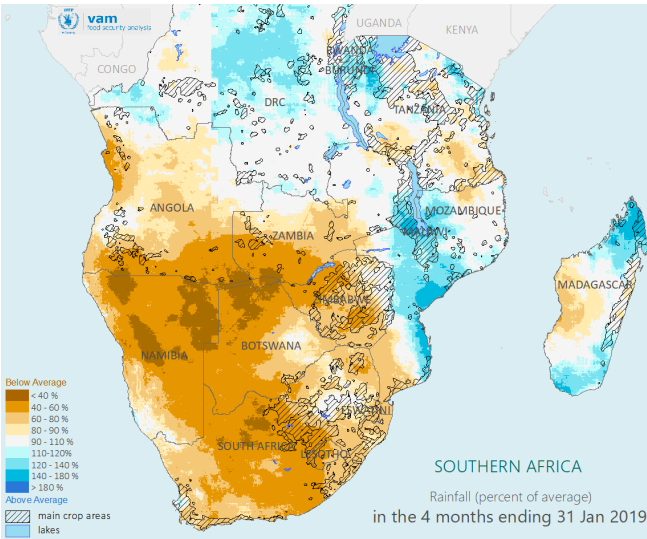 WFP
vam
food security analysis
UGANDA
KENYA
RWANDA
BURUNDI
CONGO
DRC
TANZANIA
ANGOLA
MOZAMBIQUE
ZAMBIA
MALAWI
MADAGASCAR
ZIMBABWE
BOTSWANA
NAMIBIA
ESWATINI
SOUTH AFRICA
LESOTHO
Below Average
< 40 %
40 - 60 %
60 - 80 %
80 - 90 %
90 - 110 %
110-120%
120 - 140 %
140 - 180 %
> 180 %
Above Average
main crop areas
lakes
SOUTHERN AFRICA
Rainfall (percent of average)
in the 4 months ending 31 Jan 2019